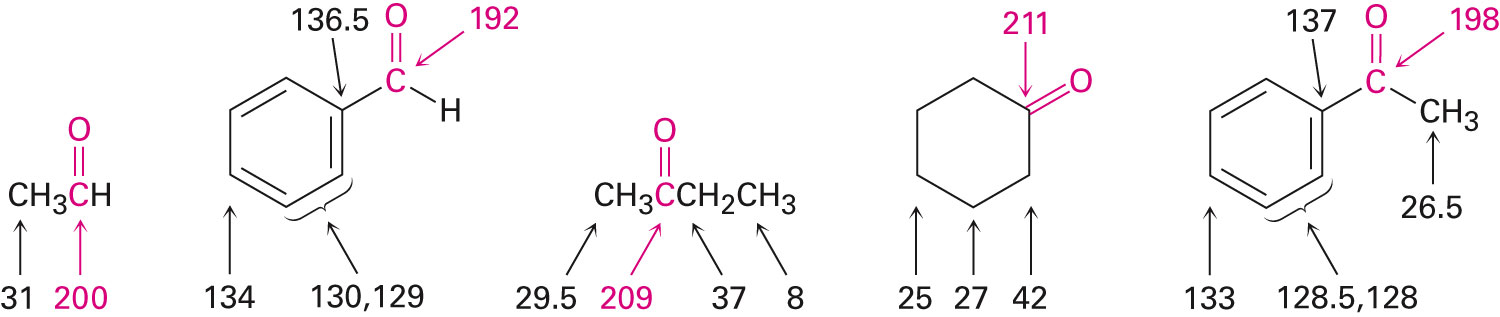 O
CH3CH
31 200
136.5 O 192
C
H
134 130,129
O
CH3CCH2CH3
29.5 209 37 8
211
O
25 27 42
137 O 198
C
CH3
26.5
133 128.5,128